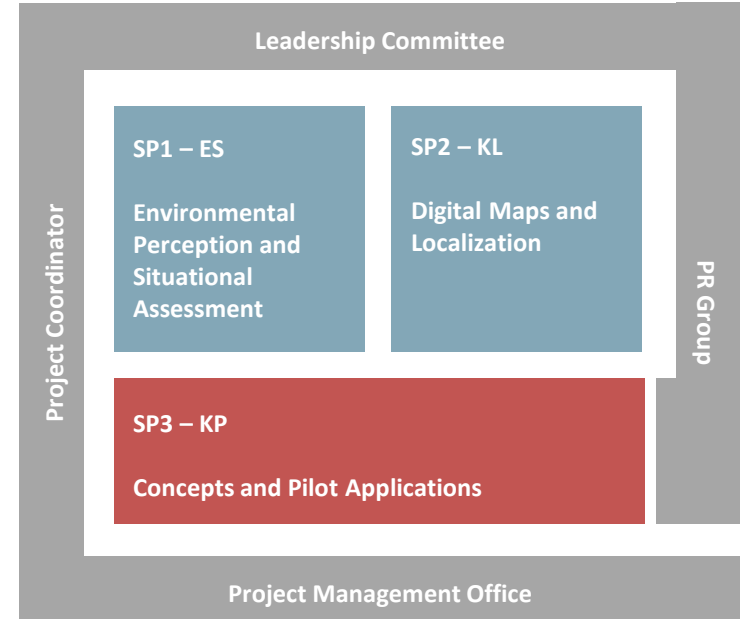 Leadership Committee
Project Coordinator
SP1 – ES
Environmental
Perception and
Situational
Assessment
SP2 – KL
Digital Maps and
Localization
PR Group
SP3 – KP
Concepts and Pilot Applications
Project Management Office